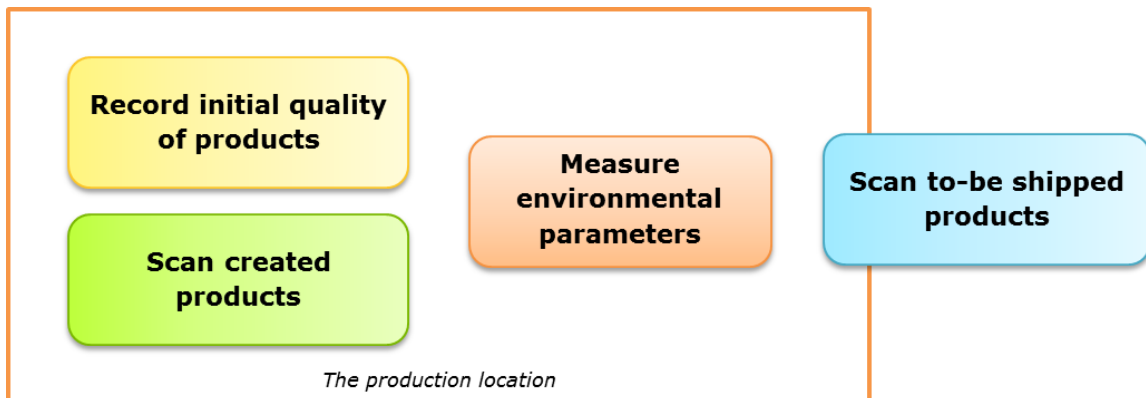 Record initial quality
of products
Scan created
products
Measure
environmental
parameters
Scan to-be shipped
products
The production location